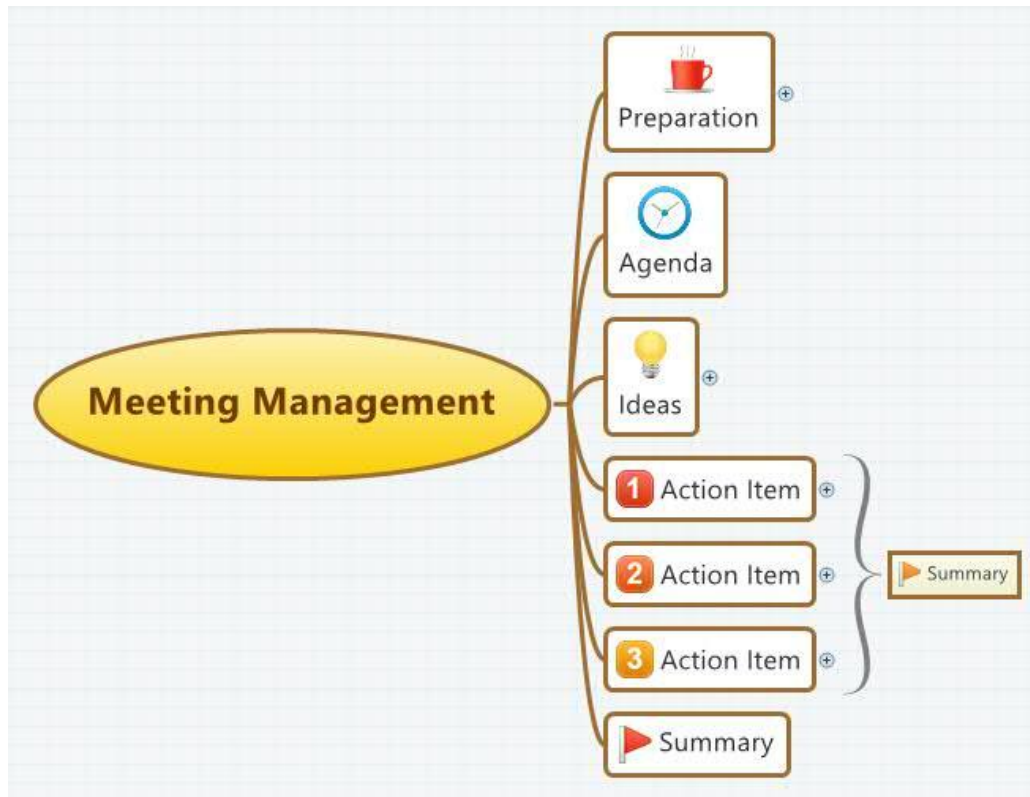 Preparation
Agenda
Meeting Management
Ideas
1 Action Item
2 Action Item
Summary
3 Action Item
Summary